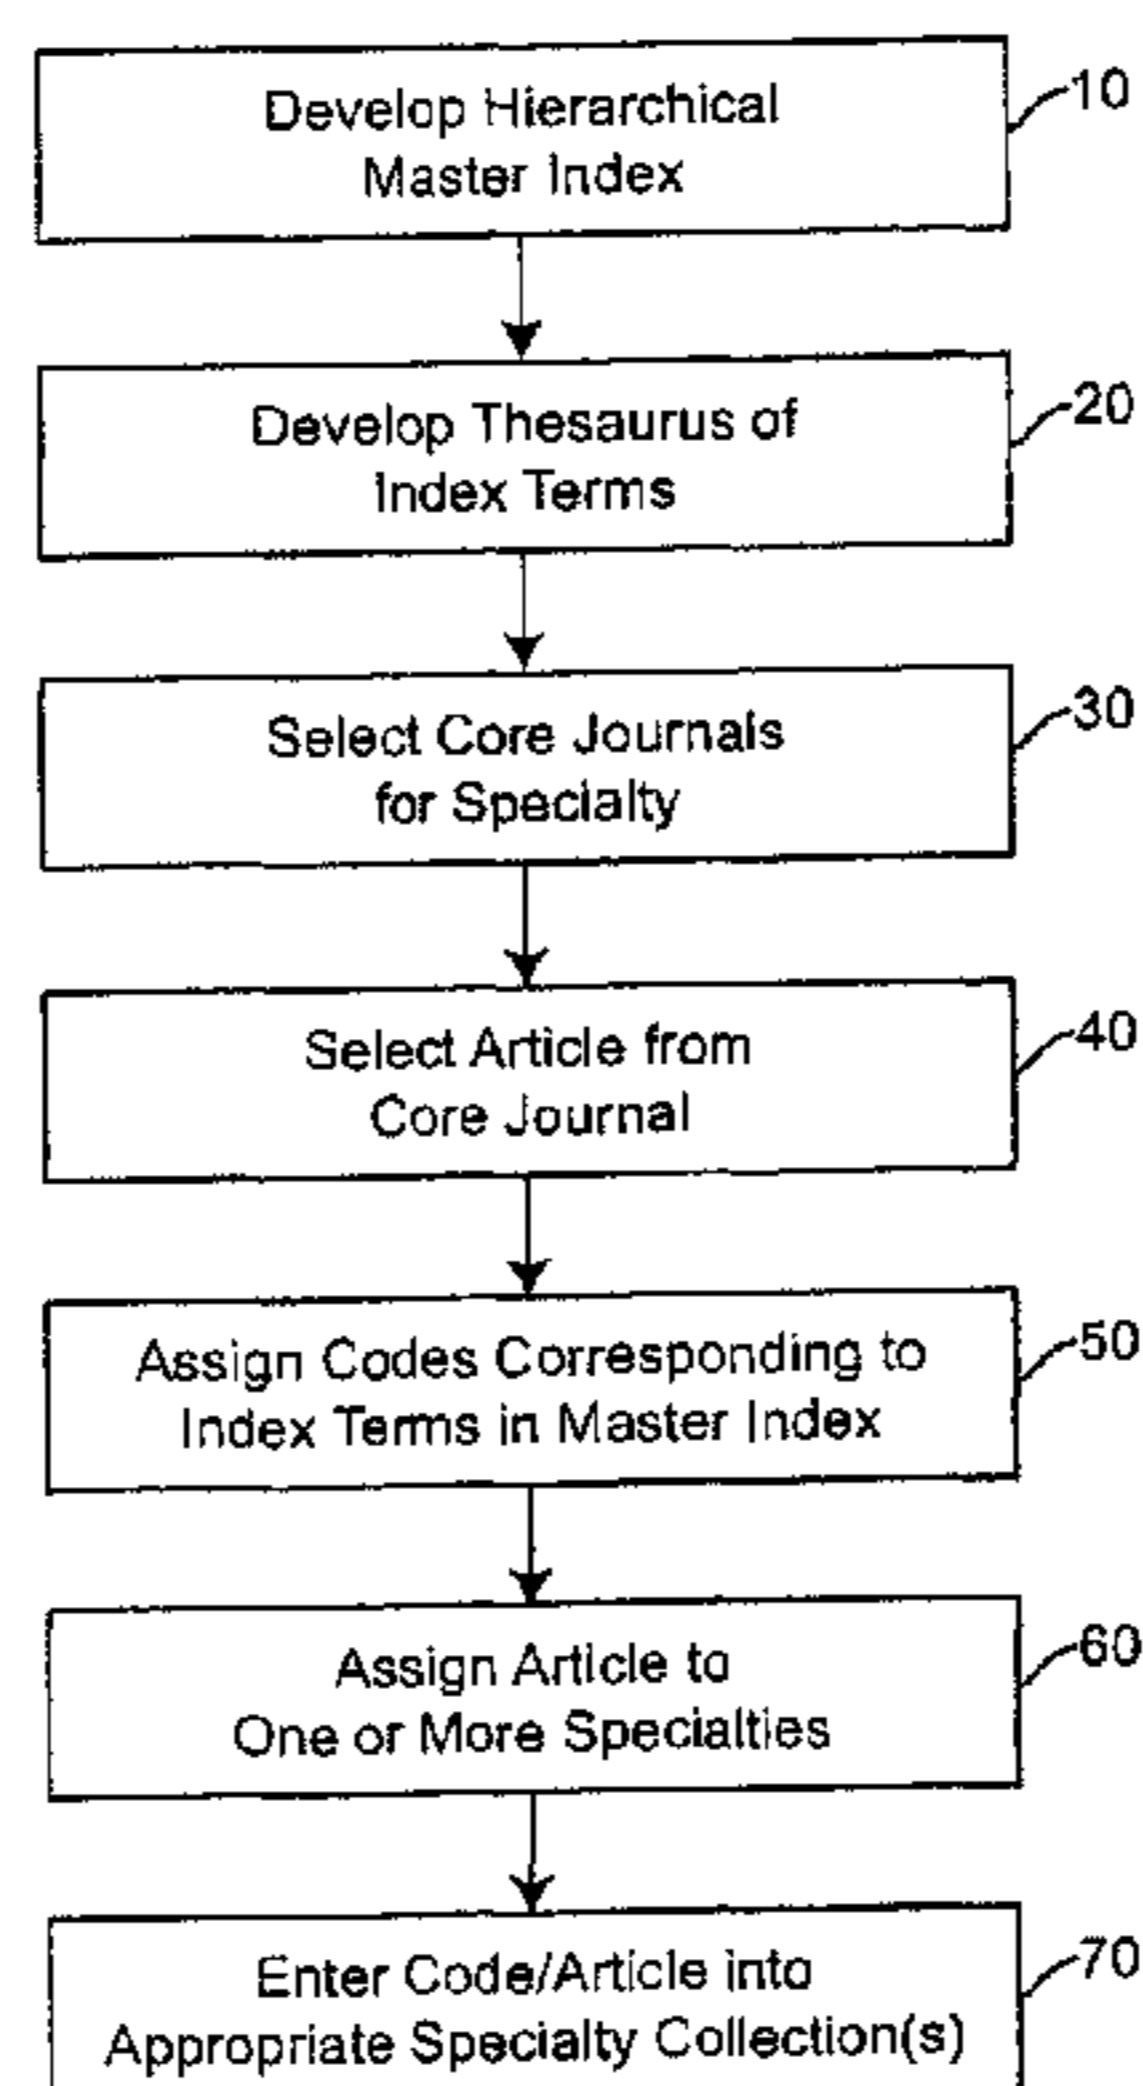 Develop Hierarchical
Master Index
10
Develop Thesaurus of
Index Terms
20
Select Core Journals
for Specialty
30
Select Article from
Core Journal
40
Assign Codes Corresponding to
Index Terms in Master Index
50
Assign Article to
One or More Specialties
60
Enter Code/Article into
Appropriate Specialty Collection(s)
70